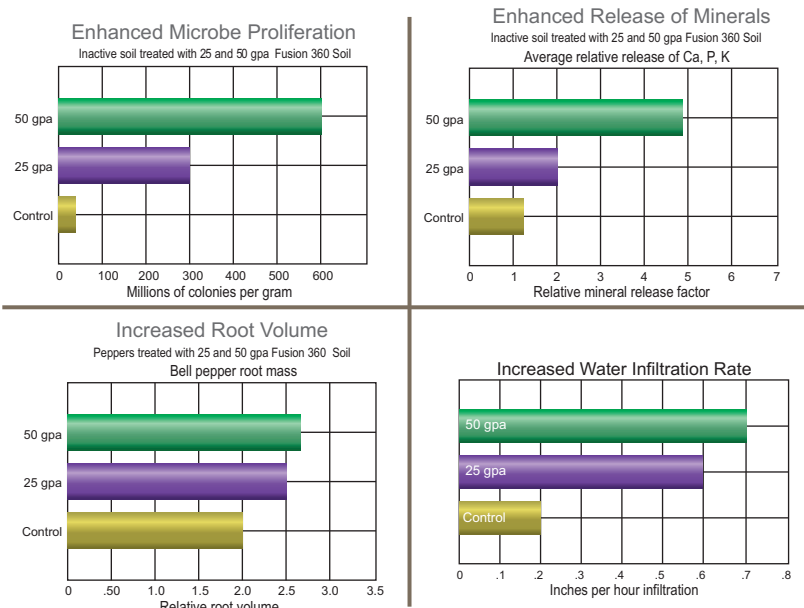 Enhanced Microbe Proliferation
Inactive soil treated with 25 and 50 gpa Fusion 360 Soil
50 gpa
25 gpa
Control
0 100 200 300 400 500 600
Millions of colonies per gram
Enhanced Release of Minerals
Inactive soil treated with 25 and 50 gpa Fusion 360 Soil
Average relative release of Ca, P, K
50 gpa
25 gpa
Control
0 1 2 3 4 5 6 7
Relative mineral release factor
Increased Root Volume
Peppers treated with 25 and 50 gpa Fusion 360 Soil
Bell pepper root mass
50 gpa
25 gpa
Control
0 .50 1.0 1.5 2.0 2.5 3.0 3.5
Relative root volume
Increased Water Infiltration Rate
50 gpa
25 gpa
Control
0 .1 .2 .3 .4 .5 .6 .7 .8
Inches per hour infiltration